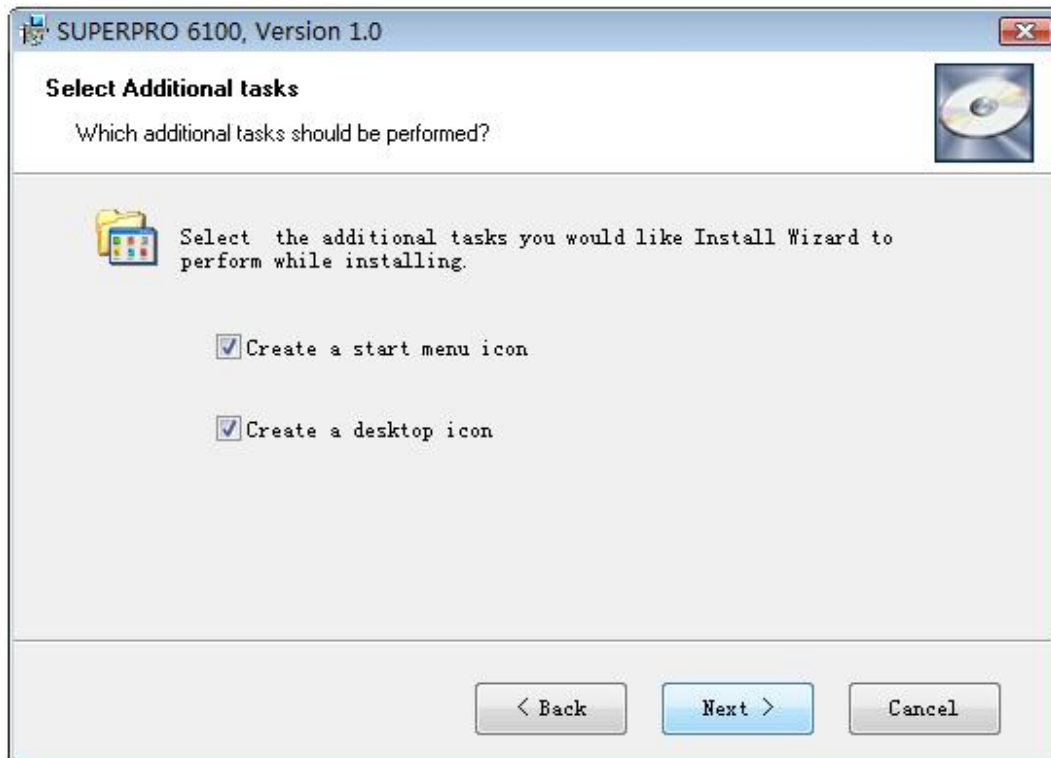 SUPERPRO 6100, Version 1.0
Select Additional tasks
Which additional tasks should be performed?
Select  the additional tasks you would like Install Wizard to
perform while installing.
Create a start menu icon
Create a desktop icon
< Back
Next >
Cancel